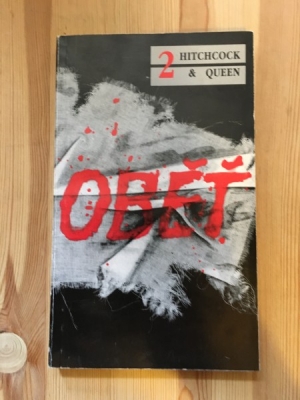 2 HITCHCOCK
& QUEEN
OBĚŤ